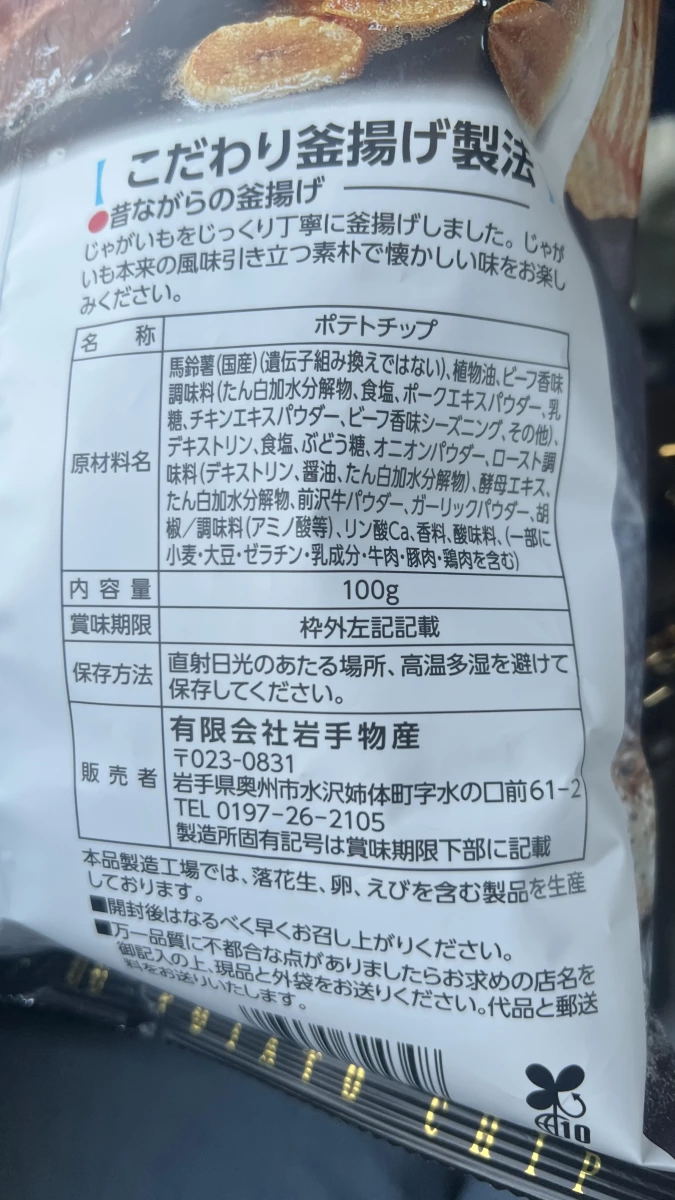 こだわり釜揚げ製法
●昔ながらの釜揚げ
じゃがいもをじっくり丁寧に釜揚げしました。じゃが
いも本来の風味引き立つ素朴で懐かしい味をお楽し
みください。
名 称 ポテトチップ
原材料名
馬鈴薯(国産)(遺伝子組み換えではない)、植物油、ビーフ香味
調味料(たん白加水分解物、食塩、ポークエキスパウダー、乳
糖、チキンエキスパウダー、ビーフ香味シーズニング、その他)、
デキストリン、食塩、ぶどう糖、オニオンパウダー、ロースト調
味料(デキストリン、醤油、たん白加水分解物)、酵母エキス、
たん白加水分解物、前沢牛パウダー、ガーリックパウダー、胡
椒／調味料(アミノ酸等)、リン酸Ca、香料、酸味料、(一部に
小麦・大豆・ゼラチン・乳成分・牛肉・豚肉・鶏肉を含む)
内容量 100g
賞味期限 枠外左記記載
保存方法 直射日光のあたる場所、高温多湿を避けて
保存してください。
販売者
有限会社岩手物産
〒023-0831
岩手県奥州市水沢姉体町字水の口前61-2
TEL 0197-26-2105
製造所固有記号は賞味期限下部に記載
本品製造工場では、落花生、卵、えびを含む製品を生産
しております。
■開封後はなるべく早くお召し上がりください。
■万一品質に不都合な点がありましたらお求めの店名を
御記入の上、現品と外袋をお送りください。代品と郵送
料をお送りいたします。
POTATO CHIP
10